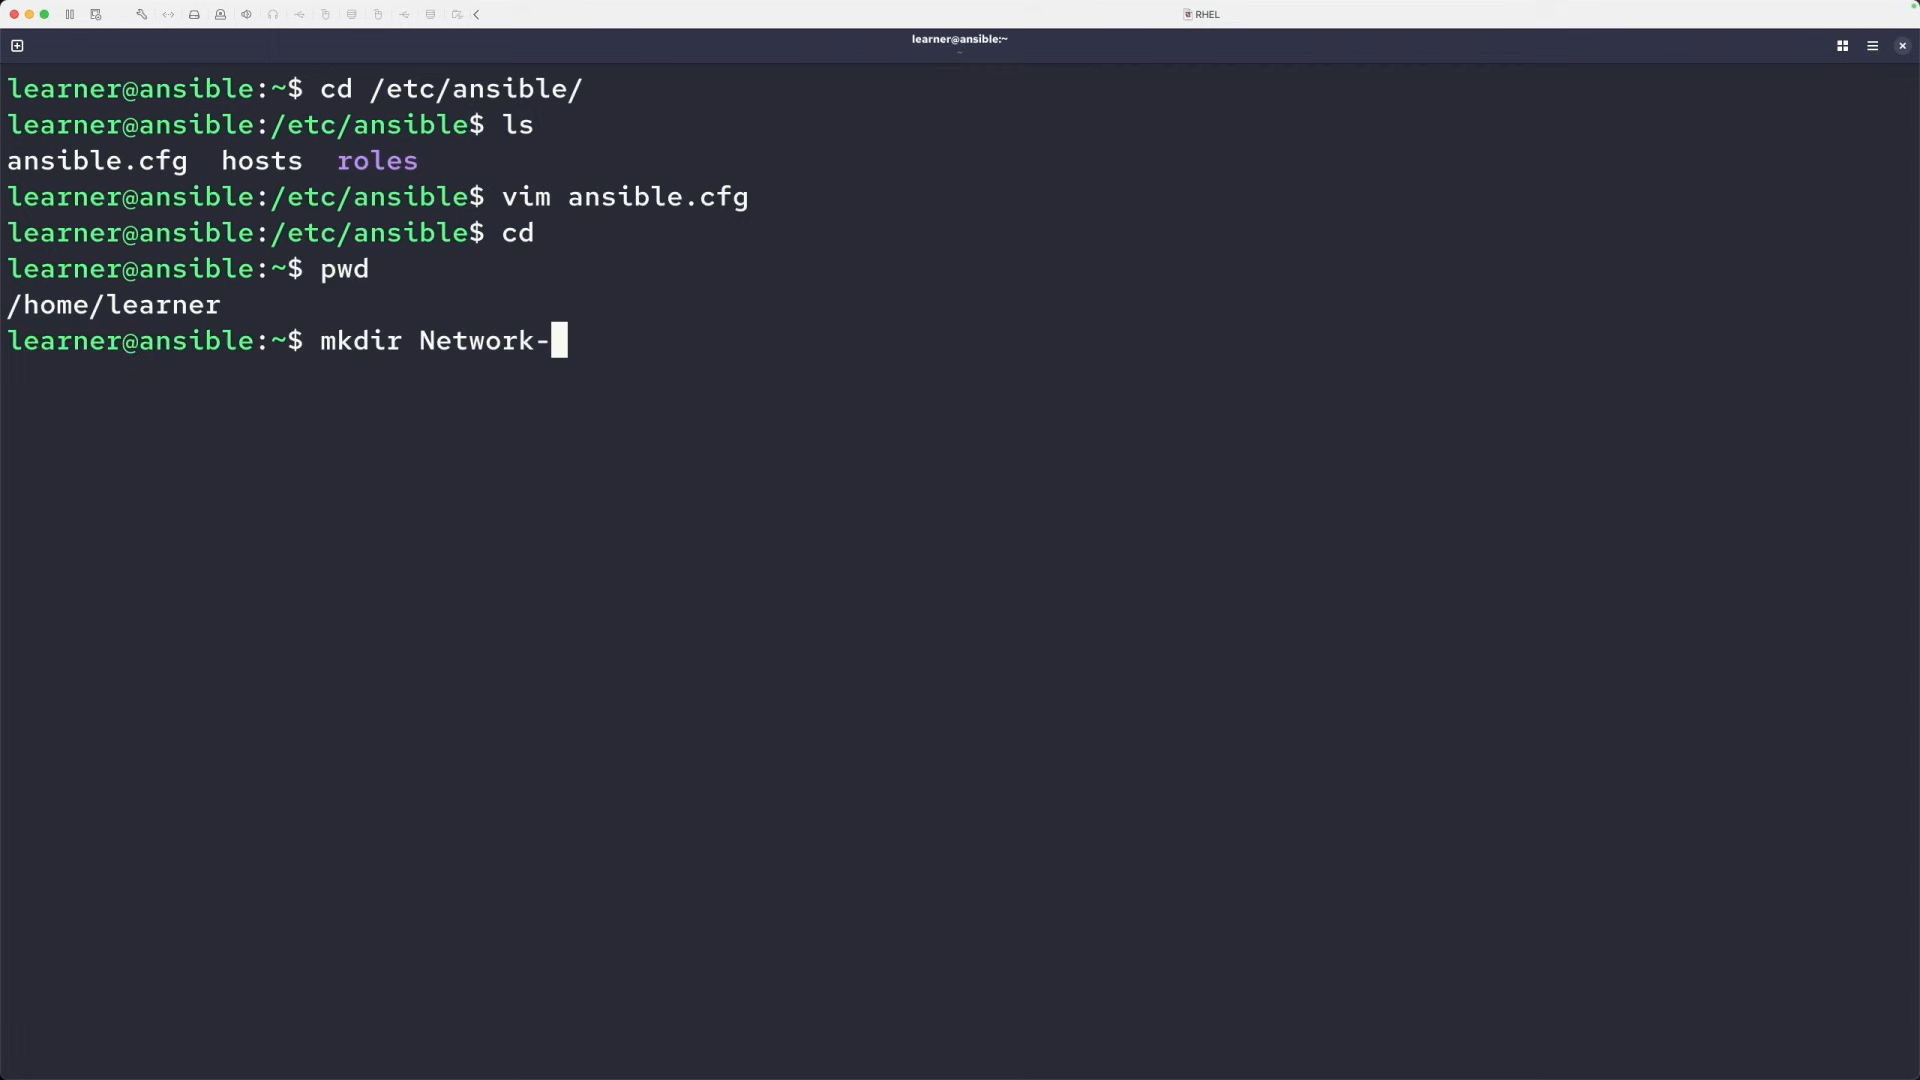 RHEL
learner@ansible:~
learner@ansible:~$ cd /etc/ansible/
learner@ansible:/etc/ansible$ ls
ansible.cfg  hosts  roles
learner@ansible:/etc/ansible$ vim ansible.cfg
learner@ansible:/etc/ansible$ cd
learner@ansible:~$ pwd
/home/learner
learner@ansible:~$ mkdir Network-